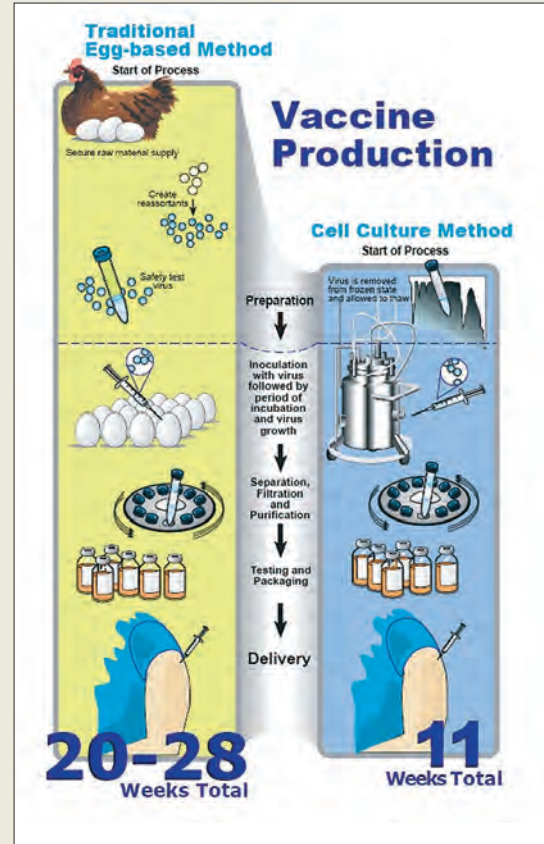 Traditional
Egg-based Method
Start of Process
Secure raw material supply
Create
reassortants
Safety test
virus
Vaccine
Production
Cell Culture Method
Start of Process
Virus is removed
from frozen state
and allowed to thaw
Preparation
Inoculation
with virus
followed by
period of
incubation
and virus
growth
Separation,
Filtration
and
Purification
Testing and
Packaging
Delivery
20-28
Weeks Total
11
Weeks Total